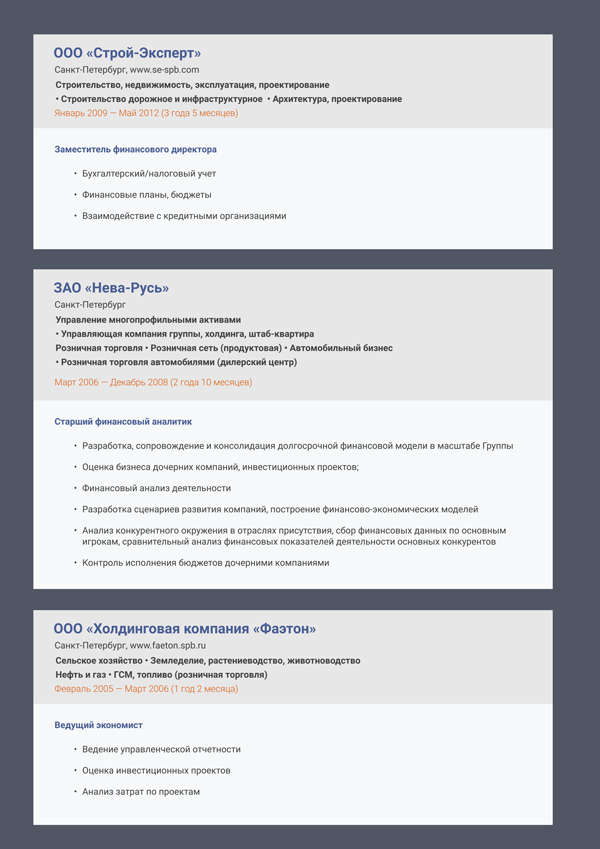 ООО «Строй-Эксперт»
Санкт-Петербург, www.se-spb.com
Строительство, недвижимость, эксплуатация, проектирование
• Строительство дорожное и инфраструктурное • Архитектура, проектирование
Январь 2009 — Май 2012 (3 года 5 месяцев)
Заместитель финансового директора
• Бухгалтерский/налоговый учет
• Финансовые планы, бюджеты
• Взаимодействие с кредитными организациями
ЗАО «Нева-Русь»
Санкт-Петербург
Управление многопрофильными активами
• Управляющая компания группы, холдинга, штаб-квартира
Розничная торговля • Розничная сеть (продуктовая) • Автомобильный бизнес
• Розничная торговля автомобилями (дилерский центр)
Март 2006 — Декабрь 2008 (2 года 10 месяцев)
Старший финансовый аналитик
• Разработка, сопровождение и консолидация долгосрочной финансовой модели в масштабе Группы
• Оценка бизнеса дочерних компаний, инвестиционных проектов;
• Финансовый анализ деятельности
• Разработка сценариев развития компаний, построение финансово-экономических моделей
• Анализ конкурентного окружения в отраслях присутствия, сбор финансовых данных по основным
игрокам, сравнительный анализ финансовых показателей деятельности основных конкурентов
• Контроль исполнения бюджетов дочерними компаниями
ООО «Холдинговая компания «Фаэтон»
Санкт-Петербург, www.faeton.spb.ru
Сельское хозяйство • Земледелие, растениеводство, животноводство
Нефть и газ • ГСМ, топливо (розничная торговля)
Февраль 2005 — Март 2006 (1 год 2 месяца)
Ведущий экономист
• Ведение управленческой отчетности
• Оценка инвестиционных проектов
• Анализ затрат по проектам